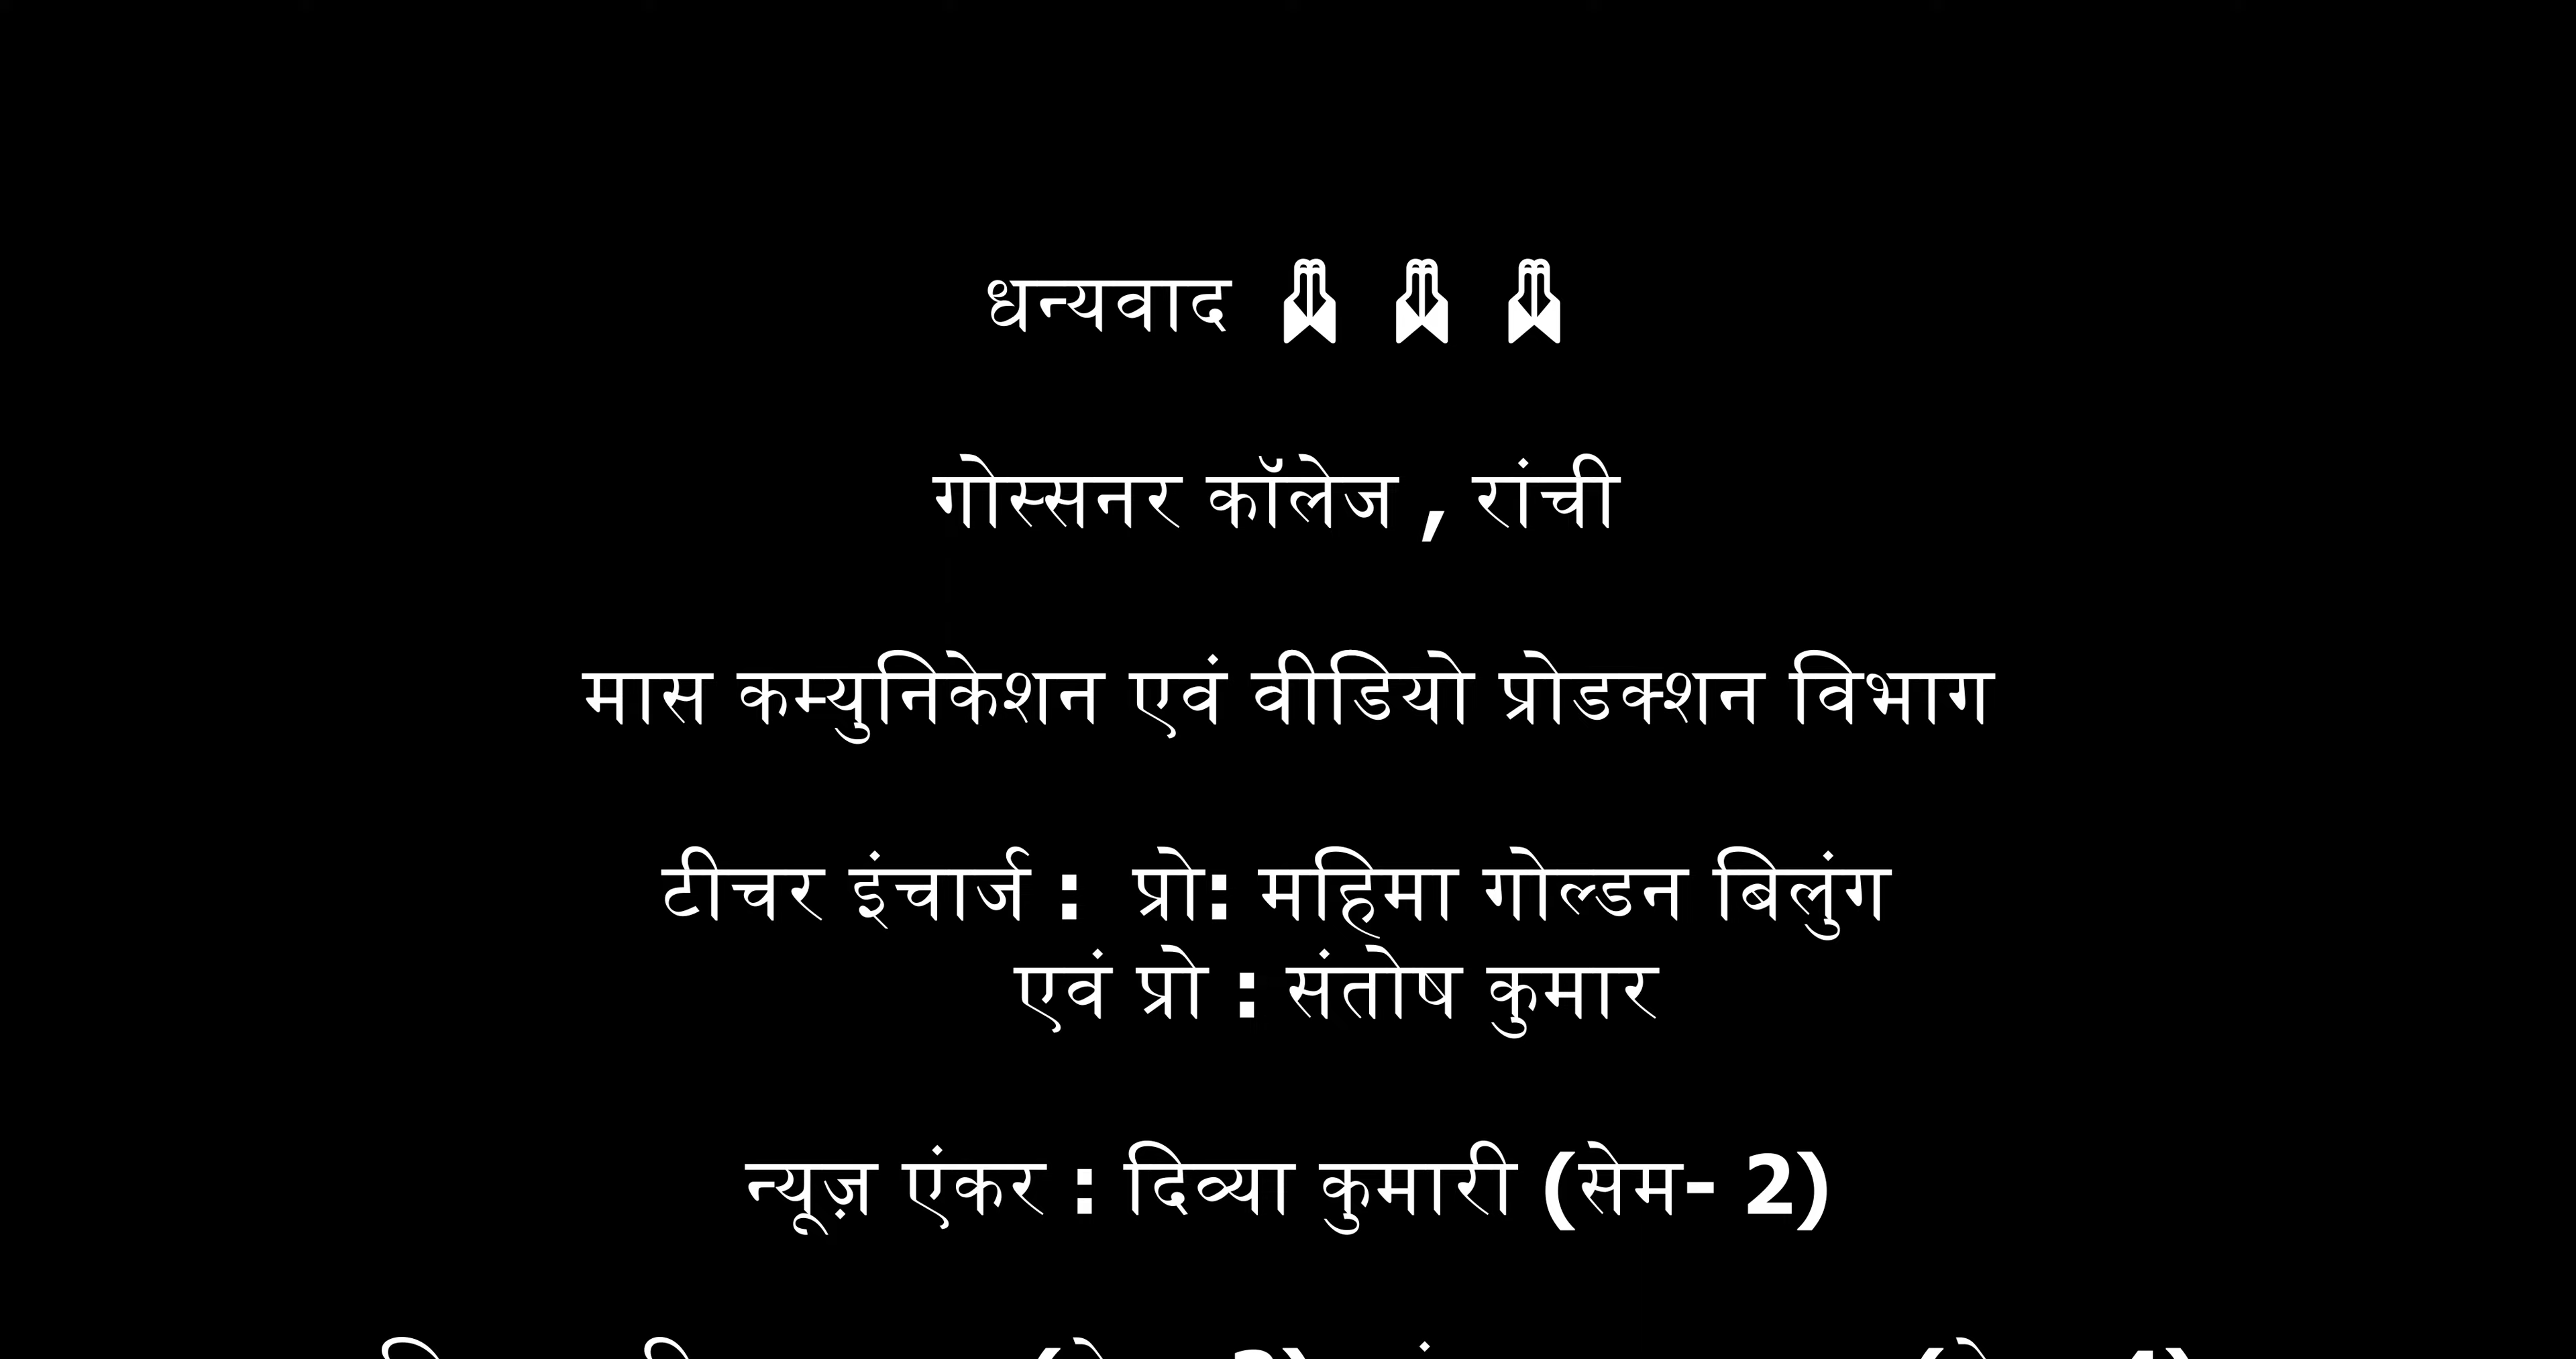 धन्यवाद 🙏 🙏 🙏
गोस्सनर कॉलेज , रांची
मास कम्युनिकेशन एवं वीडियो प्रोडक्शन विभाग
टीचर इंचार्ज : प्रो: महिमा गोल्डन बिलुंग
एवं प्रो : संतोष कुमार
न्यूज़ एंकर : दिव्या कुमारी (सेम- 2)